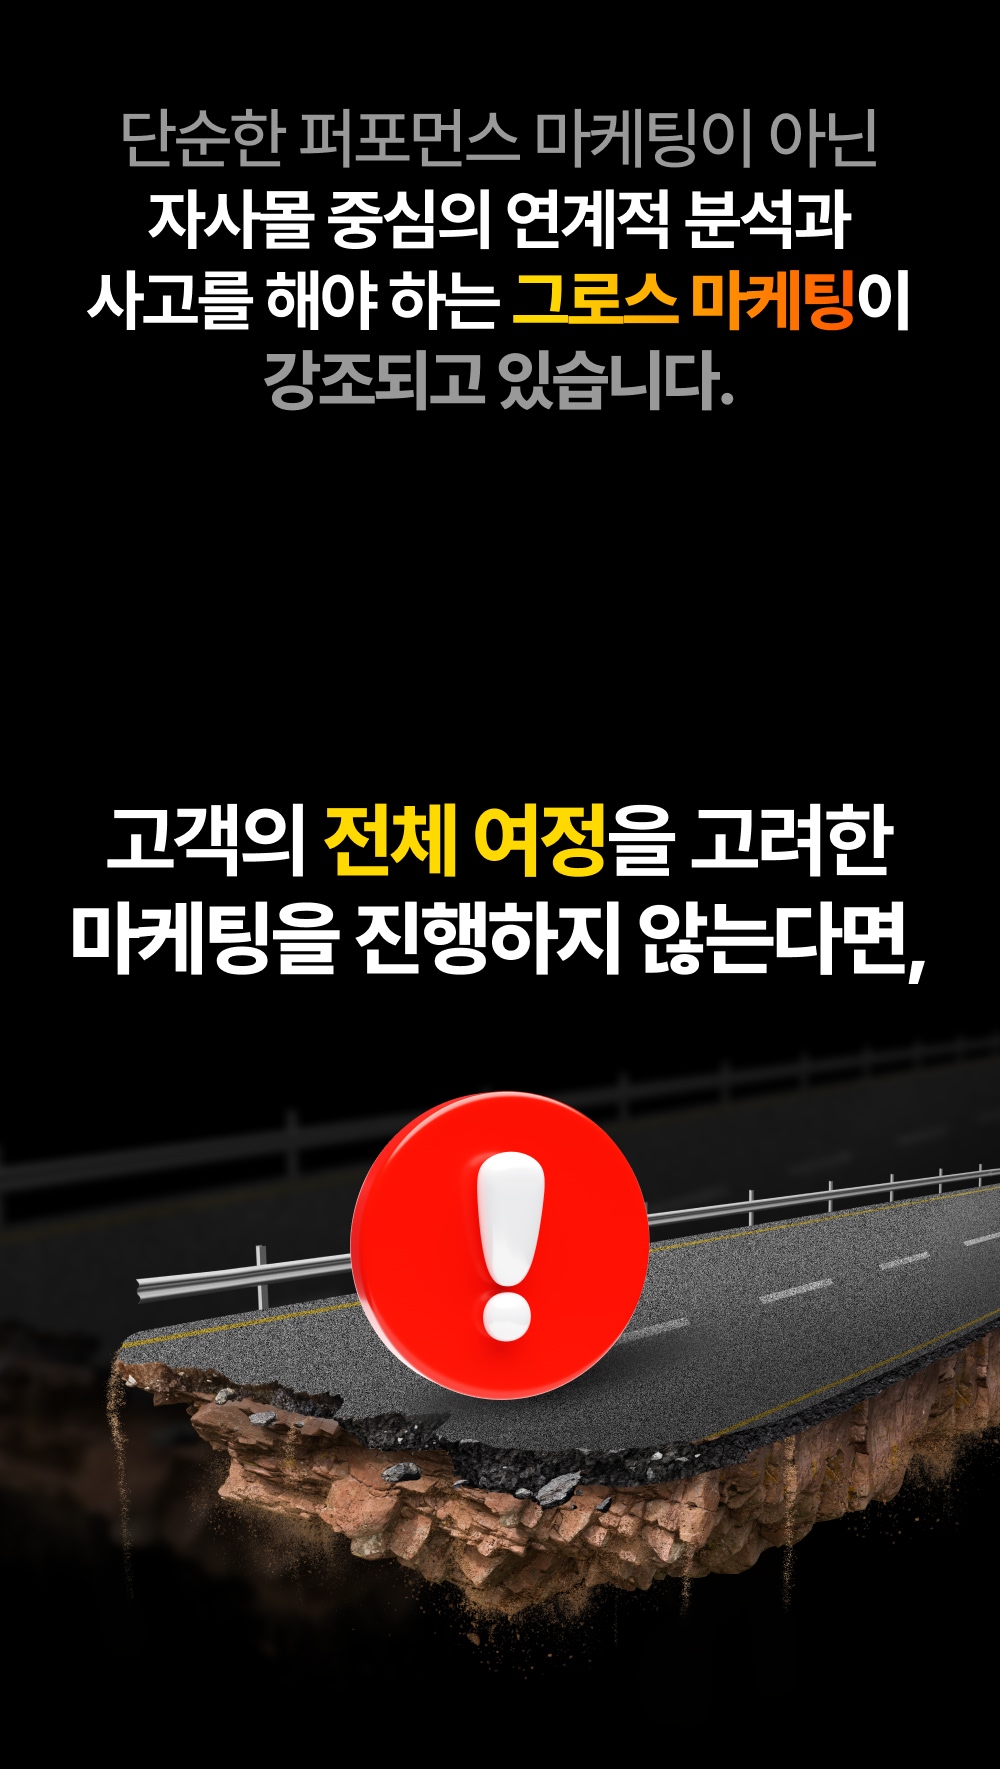 단순한 퍼포먼스 마케팅이 아닌
자사몰 중심의 연계적 분석과
사고를 해야 하는 그로스 마케팅이
강조되고 있습니다.
고객의 전체 여정을 고려한
마케팅을 진행하지 않는다면,
!